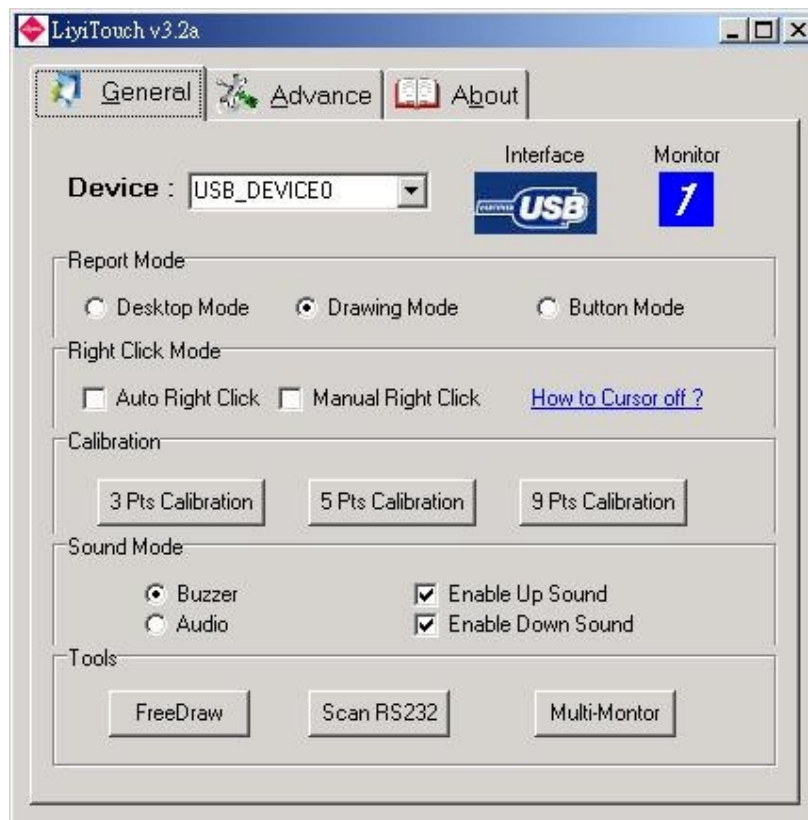 LiyiTouch v3.2a
General Advance About
Interface Monitor
Device : USB_DEVICE0 USB 1
Report Mode
Desktop Mode Drawing Mode Button Mode
Right Click Mode
Auto Right Click Manual Right Click How to Cursor off ?
Calibration
3 Pts Calibration 5 Pts Calibration 9 Pts Calibration
Sound Mode
Buzzer Enable Up Sound
Audio Enable Down Sound
Tools
FreeDraw Scan RS232 Multi-Montor